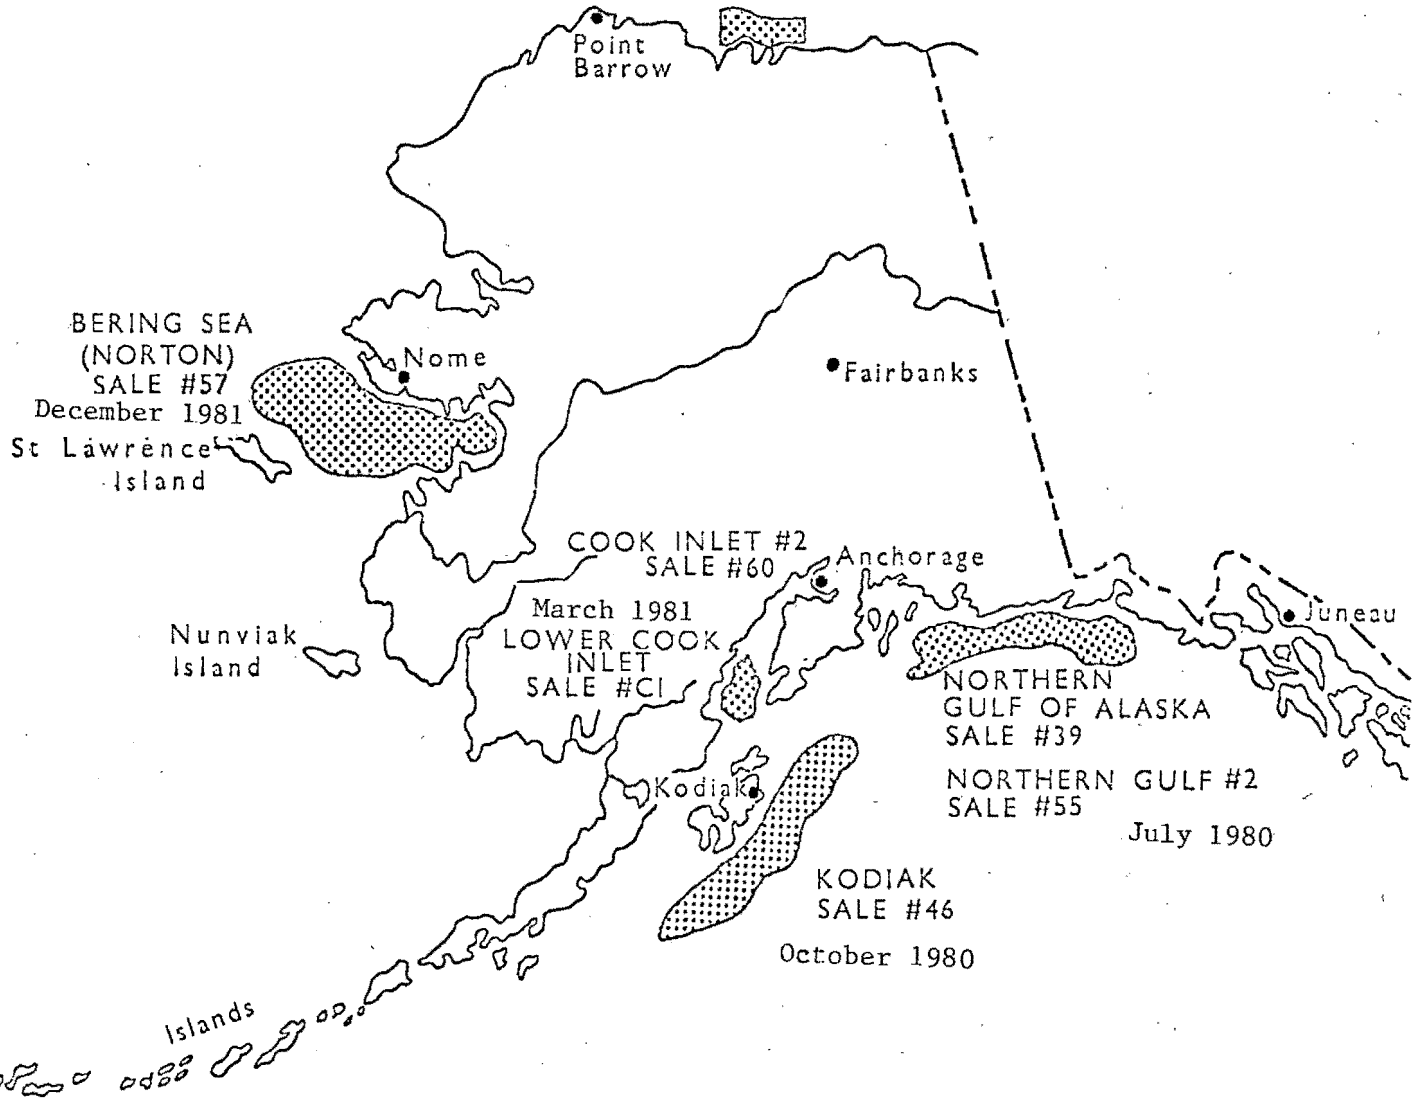 Point
Barrow
BERING SEA
(NORTON)
SALE #57
December 1981
Nome
Fairbanks
St Lawrence
Island
COOK INLET #2
SALE #60
March 1981
Anchorage
LOWER COOK
INLET
SALE #CI
Nunviak
Island
Juneau
NORTHERN
GULF OF ALASKA
SALE #39
NORTHERN GULF #2
SALE #55
July 1980
Kodiak
KODIAK
SALE #46
October 1980
Islands